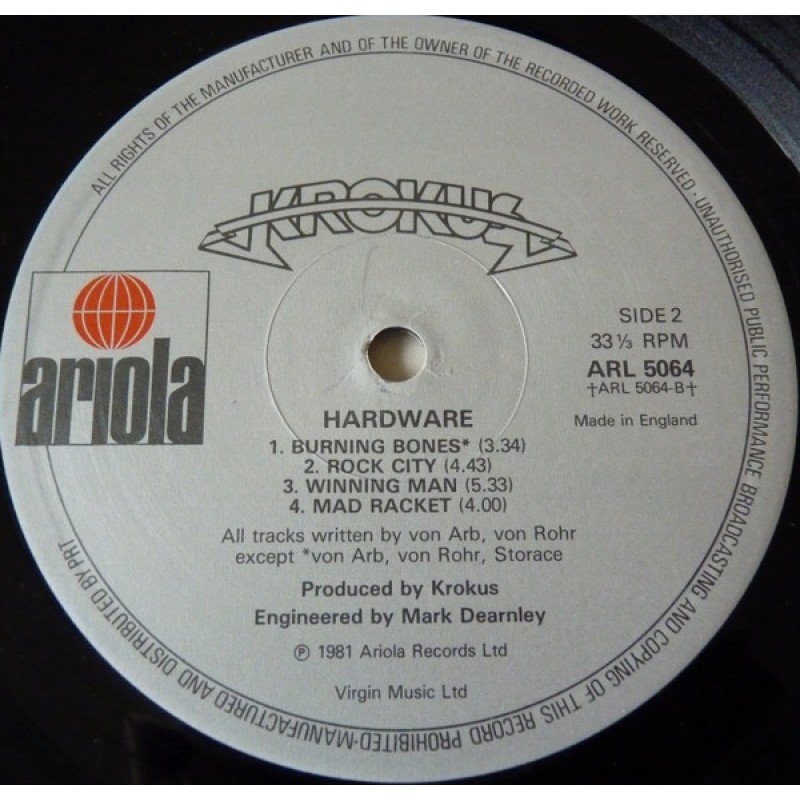 ALL RIGHTS OF THE MANUFACTURER AND OF THE OWNER OF THE RECORDED WORK RESERVED · UNAUTHORISED PUBLIC PERFORMANCE BROADCASTING AND COPYING OF THIS RECORD PROHIBITED·MANUFACTURED AND DISTRIBUTED BY PRT
KROKUS
ariola
SIDE 2
33 ⅓ RPM
ARL 5064
†ARL 5064-B†
Made in England
HARDWARE
1. BURNING BONES* (3.34)
2. ROCK CITY (4.43)
3. WINNING MAN (5.33)
4. MAD RACKET (4.00)
All tracks written by von Arb, von Rohr
except *von Arb, von Rohr, Storace
Produced by Krokus
Engineered by Mark Dearnley
℗ 1981 Ariola Records Ltd
Virgin Music Ltd